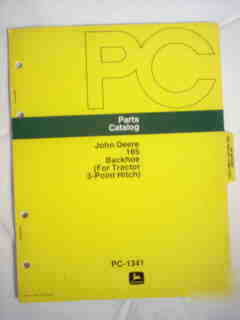 PC
Parts
Catalog
John Deere
165
Backhoe
(For Tractor
3-Point Hitch)
PC-1341